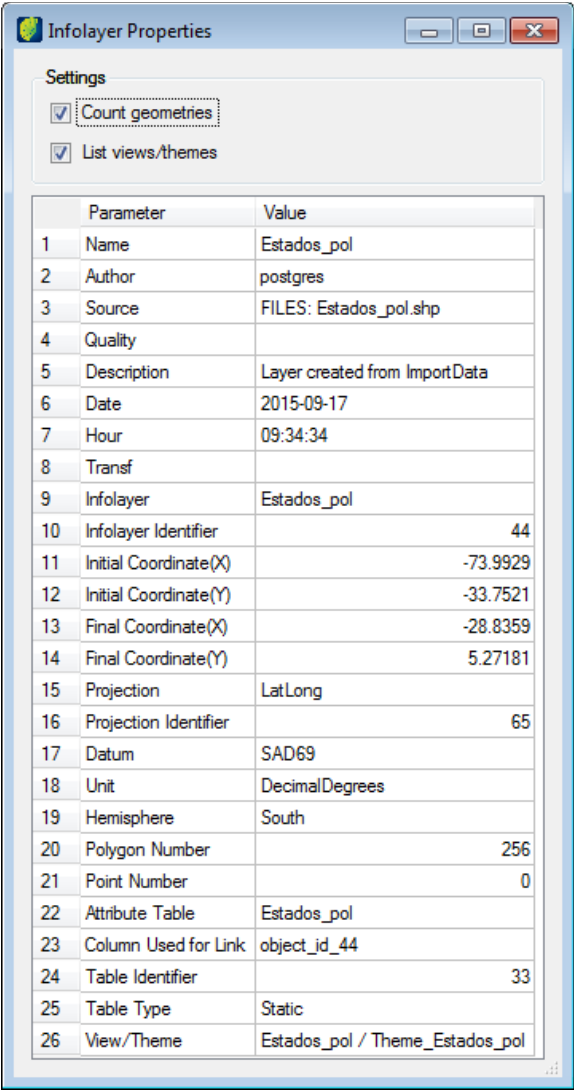 Infolayer Properties
Settings
Count geometries
List views/themes
Parameter Value
1 Name Estados_pol
2 Author postgres
3 Source FILES: Estados_pol.shp
4 Quality
5 Description Layer created from ImportData
6 Date 2015-09-17
7 Hour 09:34:34
8 Transf
9 Infolayer Estados_pol
10 Infolayer Identifier 44
11 Initial Coordinate(X) -73.9929
12 Initial Coordinate(Y) -33.7521
13 Final Coordinate(X) -28.8359
14 Final Coordinate(Y) 5.27181
15 Projection LatLong
16 Projection Identifier 65
17 Datum SAD69
18 Unit DecimalDegrees
19 Hemisphere South
20 Polygon Number 256
21 Point Number 0
22 Attribute Table Estados_pol
23 Column Used for Link object_id_44
24 Table Identifier 33
25 Table Type Static
26 View/Theme Estados_pol / Theme_Estados_pol